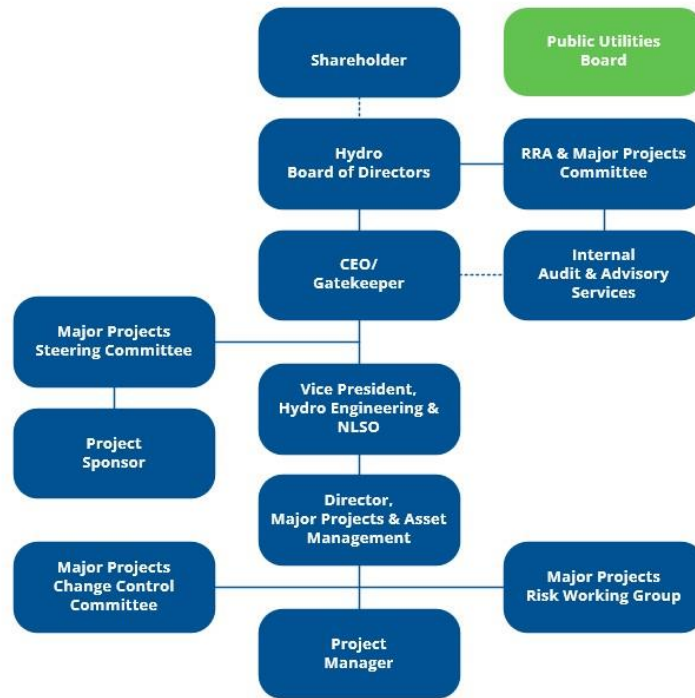 Shareholder
Public Utilities
Board
Hydro
Board of Directors
RRA & Major Projects
Committee
CEO/
Gatekeeper
Internal
Audit & Advisory
Services
Major Projects
Steering Committee
Vice President,
Hydro Engineering &
NLSO
Project
Sponsor
Director,
Major Projects & Asset
Management
Major Projects
Change Control
Committee
Major Projects
Risk Working Group
Project
Manager